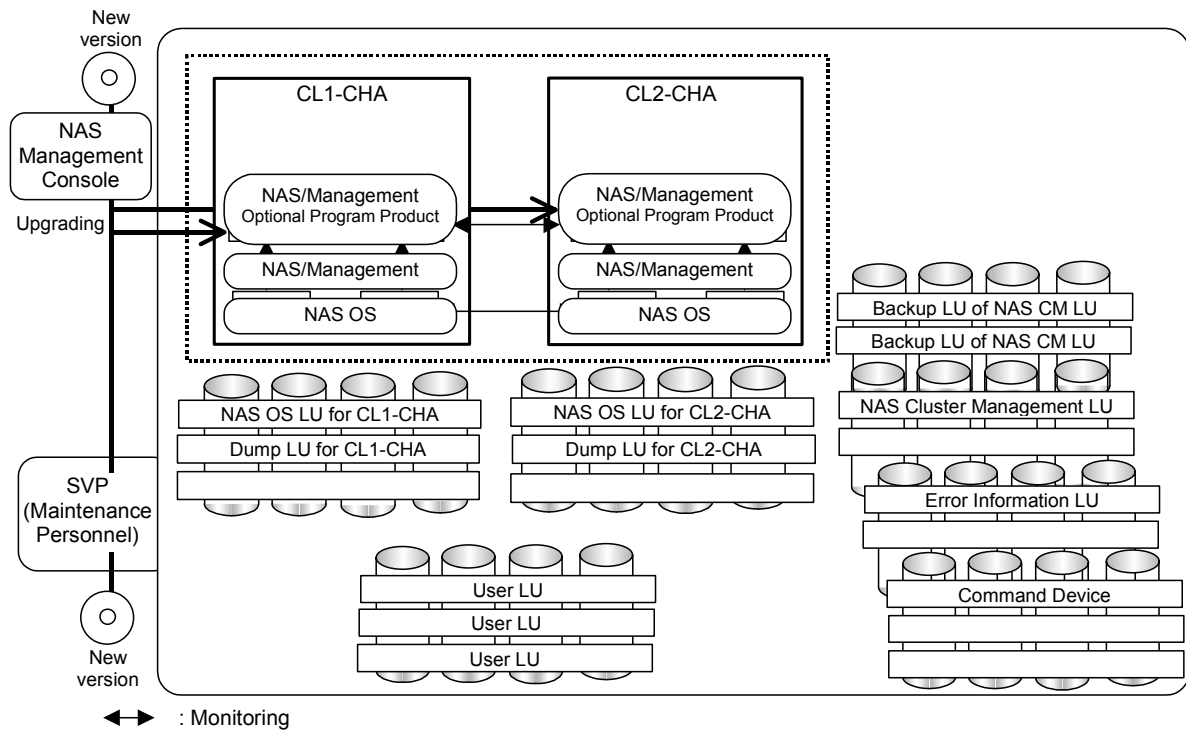 New
version
NAS
Management
Console
Upgrading
CL1-CHA
CL2-CHA
NAS/Management
Optional Program Product
NAS/Management
Optional Program Product
NAS/Management
NAS/Management
NAS OS
NAS OS
Backup LU of NAS CM LU
Backup LU of NAS CM LU
NAS Cluster Management LU
NAS OS LU for CL1-CHA
NAS OS LU for CL2-CHA
Dump LU for CL1-CHA
Dump LU for CL2-CHA
SVP
(Maintenance
Personnel)
Error Information LU
User LU
User LU
User LU
Command Device
New
version
: Monitoring